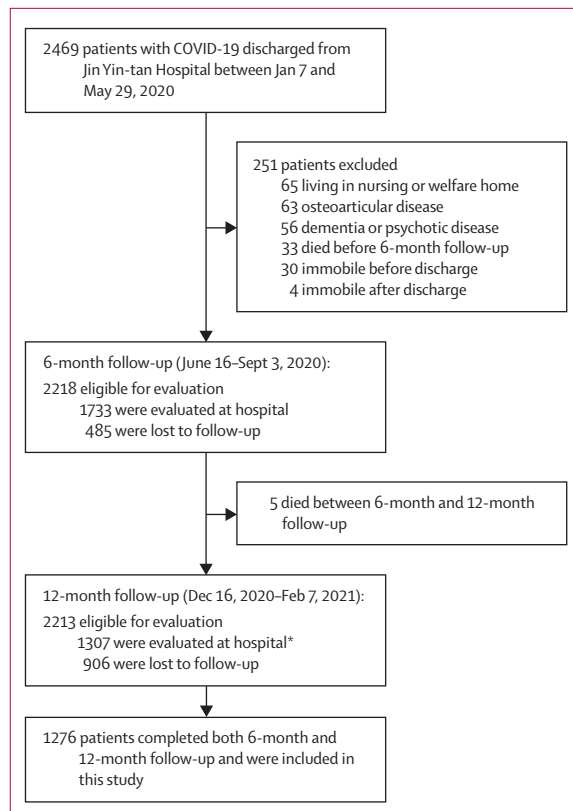 2469 patients with COVID-19 discharged from
Jin Yin-tan Hospital between Jan 7 and
May 29, 2020
251 patients excluded
65 living in nursing or welfare home
63 osteoarticular disease
56 dementia or psychotic disease
33 died before 6-month follow-up
30 immobile before discharge
4 immobile after discharge
6-month follow-up (June 16–Sept 3, 2020):
2218 eligible for evaluation
1733 were evaluated at hospital
485 were lost to follow-up
5 died between 6-month and 12-month
follow-up
12-month follow-up (Dec 16, 2020–Feb 7, 2021):
2213 eligible for evaluation
1307 were evaluated at hospital*
906 were lost to follow-up
1276 patients completed both 6-month and
12-month follow-up and were included in
this study